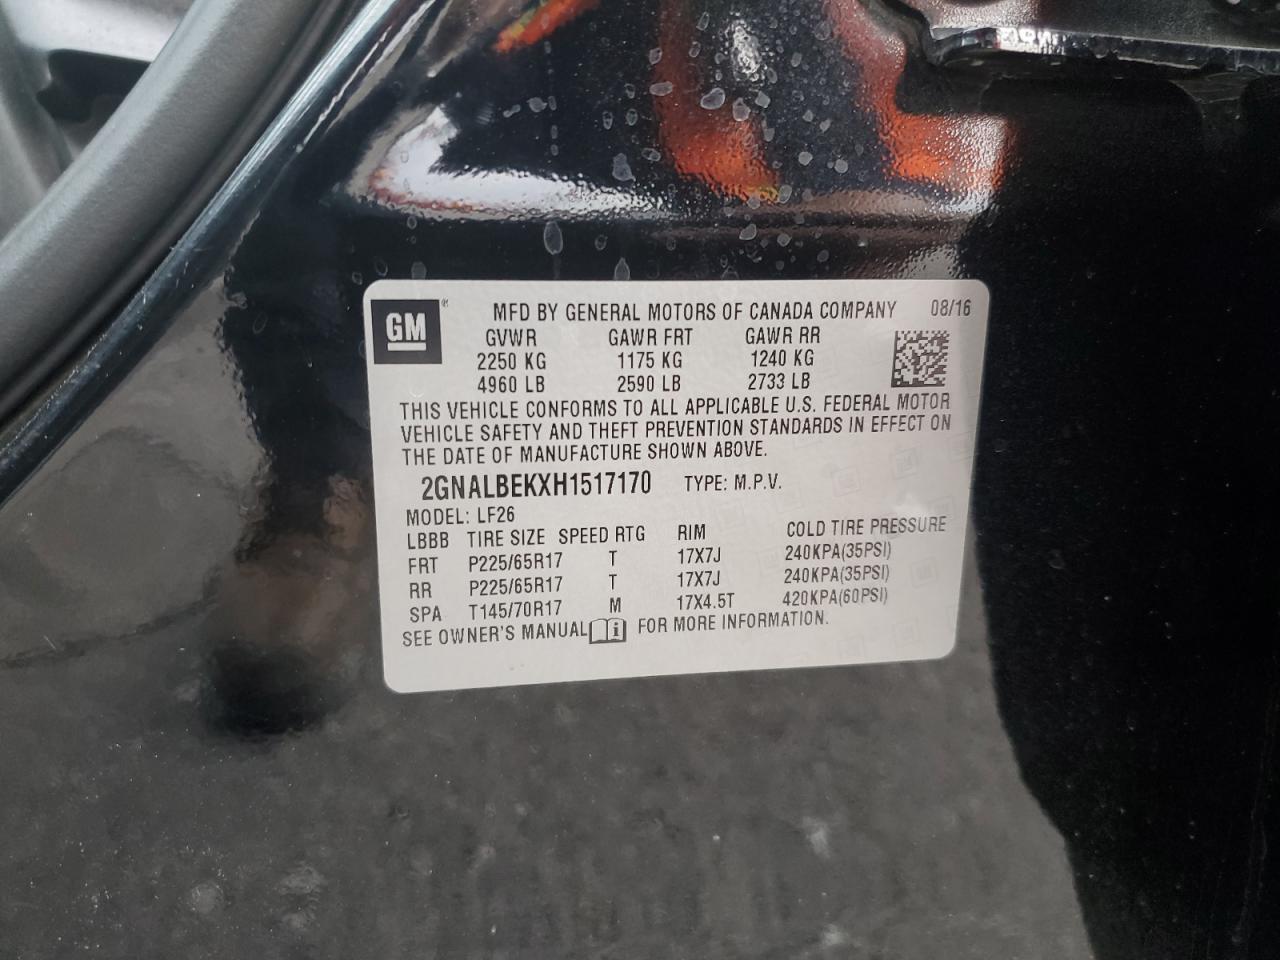 GM ® MFD BY GENERAL MOTORS OF CANADA COMPANY 08/16
GVWR GAWR FRT GAWR RR
2250 KG 1175 KG 1240 KG
4960 LB 2590 LB 2733 LB
THIS VEHICLE CONFORMS TO ALL APPLICABLE U.S. FEDERAL MOTOR
VEHICLE SAFETY AND THEFT PREVENTION STANDARDS IN EFFECT ON
THE DATE OF MANUFACTURE SHOWN ABOVE.
2GNALBEKXH1517170 TYPE: M.P.V.
MODEL: LF26
LBBB TIRE SIZE SPEED RTG RIM COLD TIRE PRESSURE
FRT P225/65R17 T 17X7J 240KPA(35PSI)
RR P225/65R17 T 17X7J 240KPA(35PSI)
SPA T145/70R17 M 17X4.5T 420KPA(60PSI)
SEE OWNER'S MANUAL i FOR MORE INFORMATION.